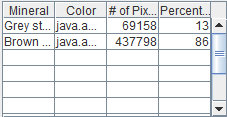 Mineral Color # of Pix... Percent...
Grey st... java.a... 69158 13
Brown ... java.a... 437798 86